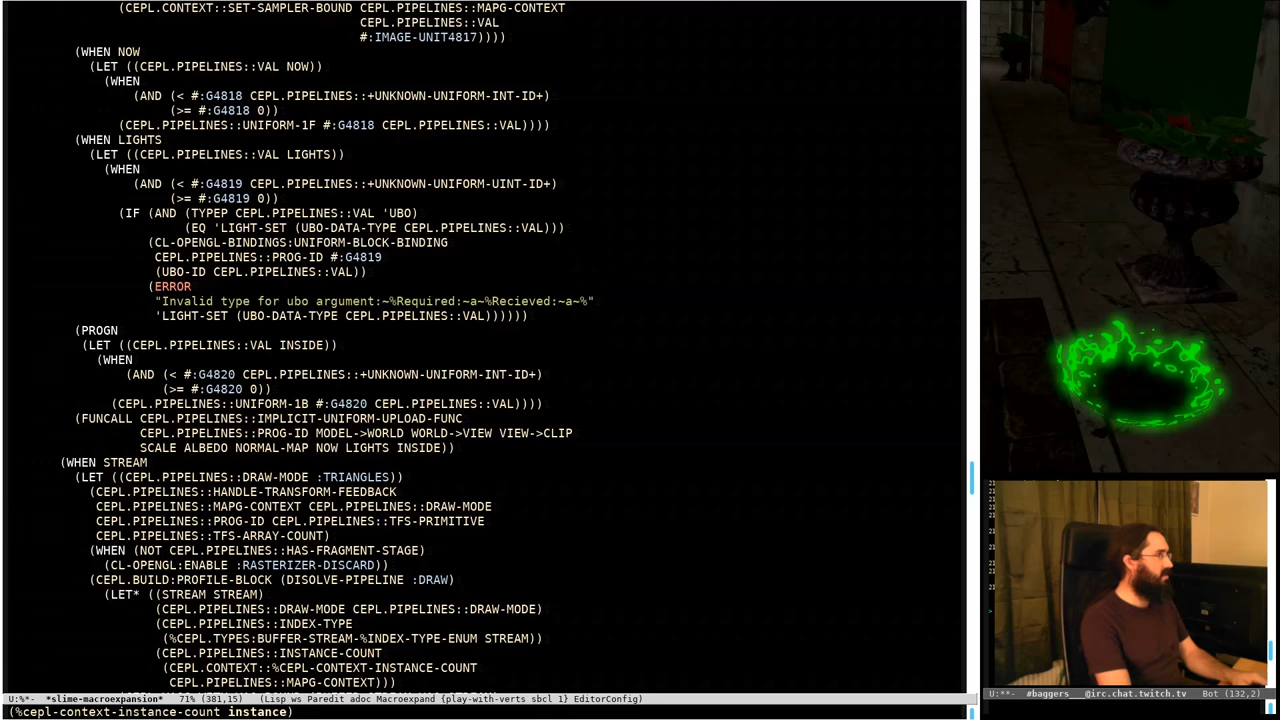 (CEPL.CONTEXT::SET-SAMPLER-BOUND CEPL.PIPELINES::MAPG-CONTEXT
CEPL.PIPELINES::VAL
#:IMAGE-UNIT4817))))
(WHEN NOW
(LET ((CEPL.PIPELINES::VAL NOW))
(WHEN
(AND (< #:G4818 CEPL.PIPELINES::+UNKNOWN-UNIFORM-INT-ID+)
(>= #:G4818 0))
(CEPL.PIPELINES::UNIFORM-1F #:G4818 CEPL.PIPELINES::VAL))))
(WHEN LIGHTS
(LET ((CEPL.PIPELINES::VAL LIGHTS))
(WHEN
(AND (< #:G4819 CEPL.PIPELINES::+UNKNOWN-UNIFORM-UINT-ID+)
(>= #:G4819 0))
(IF (AND (TYPEP CEPL.PIPELINES::VAL 'UBO)
(EQ 'LIGHT-SET (UBO-DATA-TYPE CEPL.PIPELINES::VAL)))
(CL-OPENGL-BINDINGS:UNIFORM-BLOCK-BINDING
CEPL.PIPELINES::PROG-ID #:G4819
(UBO-ID CEPL.PIPELINES::VAL))
(ERROR
"Invalid type for ubo argument:~%Required:~a~%Recieved:~a~%"
'LIGHT-SET (UBO-DATA-TYPE CEPL.PIPELINES::VAL))))))
(PROGN
(LET ((CEPL.PIPELINES::VAL INSIDE))
(WHEN
(AND (< #:G4820 CEPL.PIPELINES::+UNKNOWN-UNIFORM-INT-ID+)
(>= #:G4820 0))
(CEPL.PIPELINES::UNIFORM-1B #:G4820 CEPL.PIPELINES::VAL))))
(FUNCALL CEPL.PIPELINES::IMPLICIT-UNIFORM-UPLOAD-FUNC
CEPL.PIPELINES::PROG-ID MODEL->WORLD WORLD->VIEW VIEW->CLIP
SCALE ALBEDO NORMAL-MAP NOW LIGHTS INSIDE))
(WHEN STREAM
(LET ((CEPL.PIPELINES::DRAW-MODE :TRIANGLES))
(CEPL.PIPELINES::HANDLE-TRANSFORM-FEEDBACK
CEPL.PIPELINES::MAPG-CONTEXT CEPL.PIPELINES::DRAW-MODE
CEPL.PIPELINES::PROG-ID CEPL.PIPELINES::TFS-PRIMITIVE
CEPL.PIPELINES::TFS-ARRAY-COUNT)
(WHEN (NOT CEPL.PIPELINES::HAS-FRAGMENT-STAGE)
(CL-OPENGL:ENABLE :RASTERIZER-DISCARD))
(CEPL.BUILD:PROFILE-BLOCK (DISSOLVE-PIPELINE :DRAW)
(LET* ((STREAM STREAM)
(CEPL.PIPELINES::DRAW-MODE CEPL.PIPELINES::DRAW-MODE)
(CEPL.PIPELINES::INDEX-TYPE
(%CEPL.TYPES:BUFFER-STREAM-%INDEX-TYPE-ENUM STREAM))
(CEPL.PIPELINES::INSTANCE-COUNT
(CEPL.CONTEXT::%CEPL-CONTEXT-INSTANCE-COUNT
CEPL.PIPELINES::MAPG-CONTEXT)))
U:%*-  *slime-macroexpansion*   71% (381,15)   (Lisp ws Paredit adoc Macroexpand {play-with-verts sbcl 1} EditorConfig)
(%cepl-context-instance-count instance)
U:**-  #baggers___@irc.chat.twitch.tv   Bot (132,2)